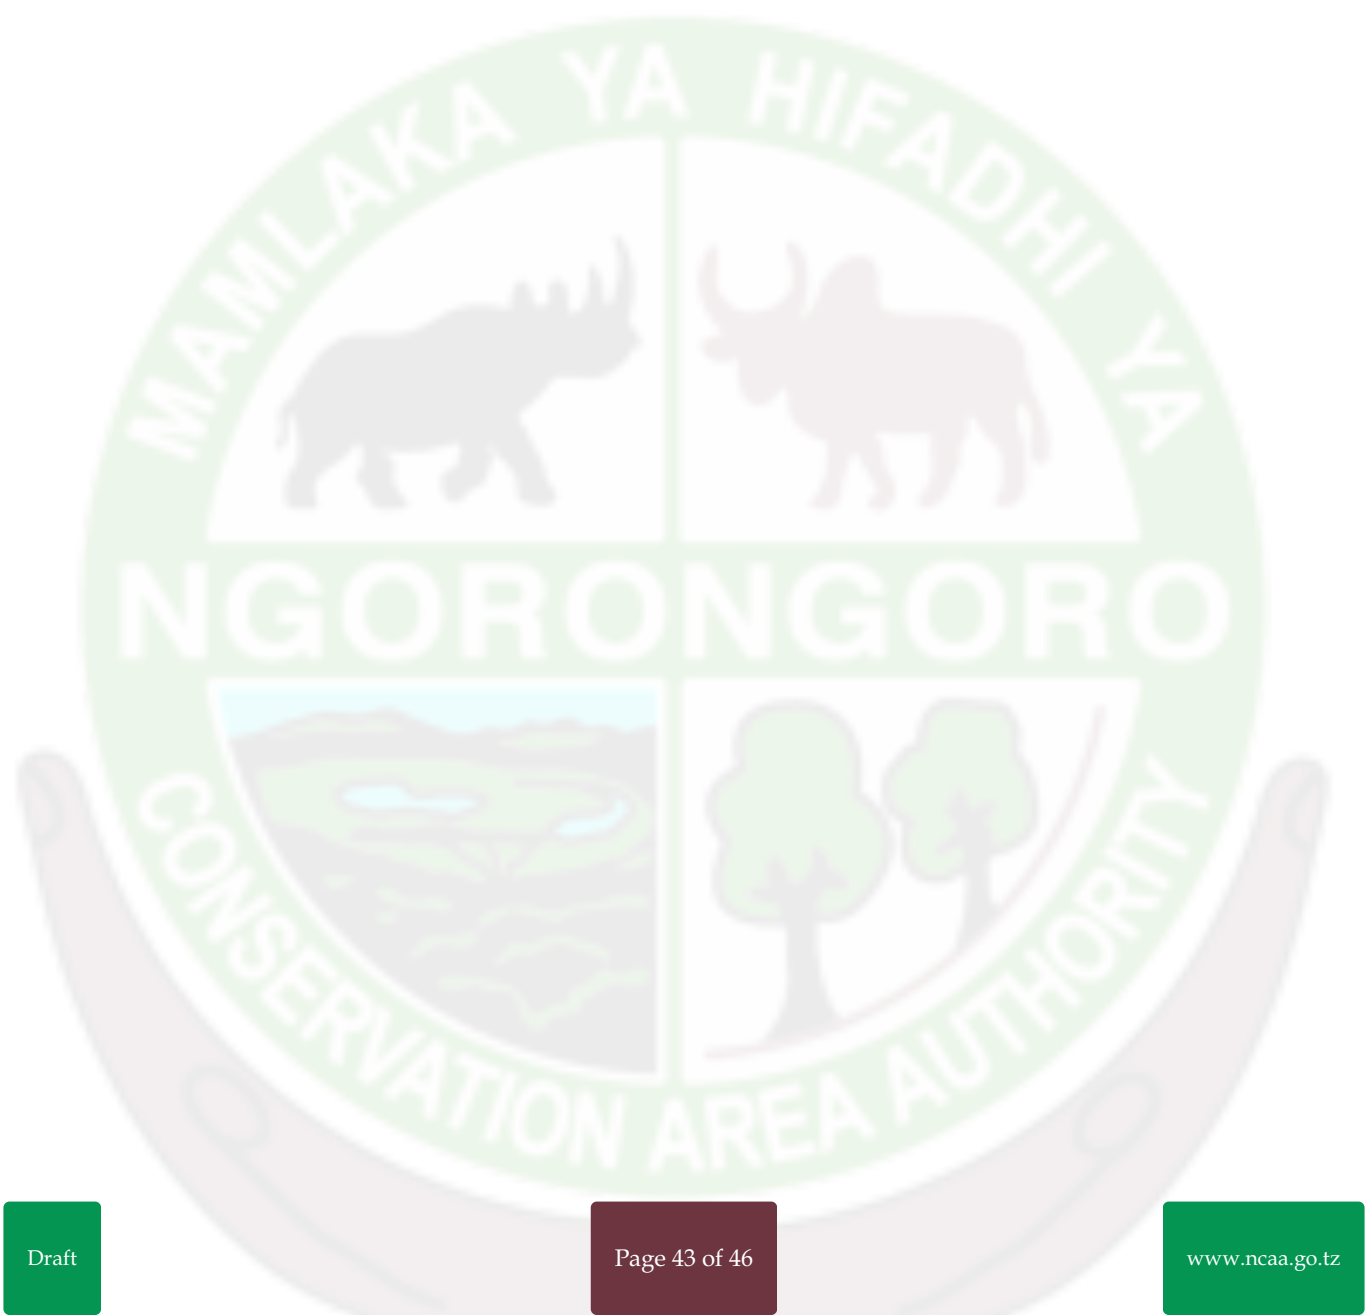 MAMLAKA YA HIFADHI YA
NGORONGORO
CONSERVATION AREA AUTHORITY
Draft
Page 43 of 46
www.ncaa.go.tz